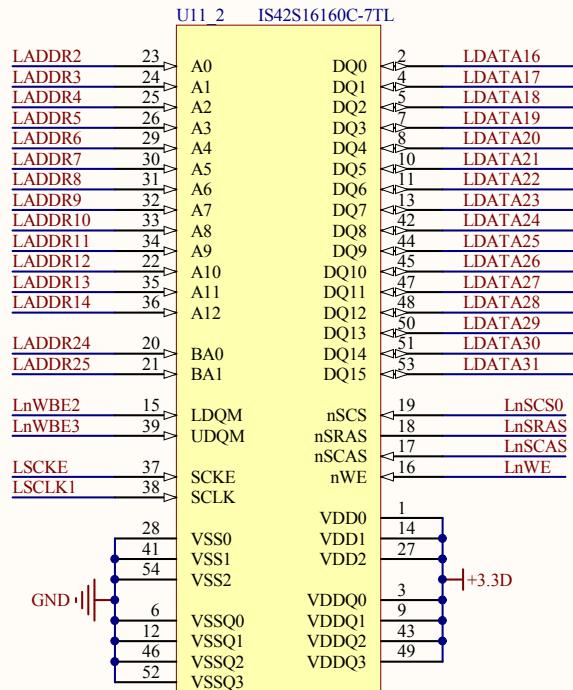 U11_2 IS42S16160C-7TL
LADDR2 23 A0 DQ0 2 LDATA16
LADDR3 24 A1 DQ1 4 LDATA17
LADDR4 25 A2 DQ2 5 LDATA18
LADDR5 26 A3 DQ3 7 LDATA19
LADDR6 29 A4 DQ4 8 LDATA20
LADDR7 30 A5 DQ5 10 LDATA21
LADDR8 31 A6 DQ6 11 LDATA22
LADDR9 32 A7 DQ7 13 LDATA23
LADDR10 33 A8 DQ8 42 LDATA24
LADDR11 34 A9 DQ9 44 LDATA25
LADDR12 22 A10 DQ10 45 LDATA26
LADDR13 35 A11 DQ11 47 LDATA27
LADDR14 36 A12 DQ12 48 LDATA28
DQ13 50 LDATA29
LADDR24 20 BA0 DQ14 51 LDATA30
LADDR25 21 BA1 DQ15 53 LDATA31
LnWBE2 15 LDQM nSCS 19 LnSCS0
LnWBE3 39 UDQM nSRAS 18 LnSRAS
nSCAS 17 LnSCAS
LSCKE 37 SCKE nWE 16 LnWE
LSCLK1 38 SCLK
VDD0 1
28 VSS0 VDD1 14
41 VSS1 VDD2 27
54 VSS2
+3.3D
GND VDDQ0 3
6 VSSQ0 VDDQ1 9
12 VSSQ1 VDDQ2 43
46 VSSQ2 VDDQ3 49
52 VSSQ3